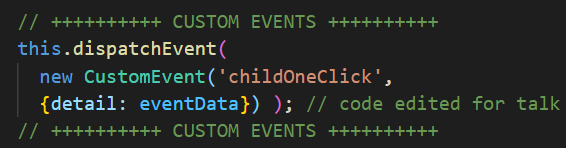 // ++++++++++ CUSTOM EVENTS ++++++++++
this.dispatchEvent(
  new CustomEvent('childOneClick',
  {detail: eventData}) ); // code edited for talk
// ++++++++++ CUSTOM EVENTS ++++++++++